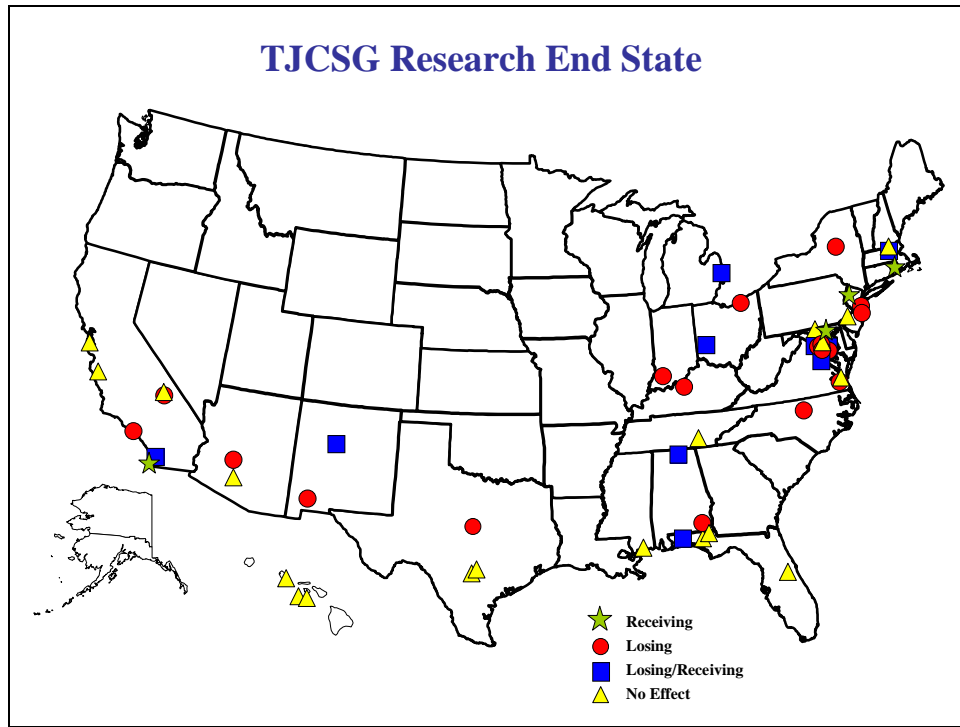 TJCSG Research End State
Receiving
Losing
Losing/Receiving
No Effect